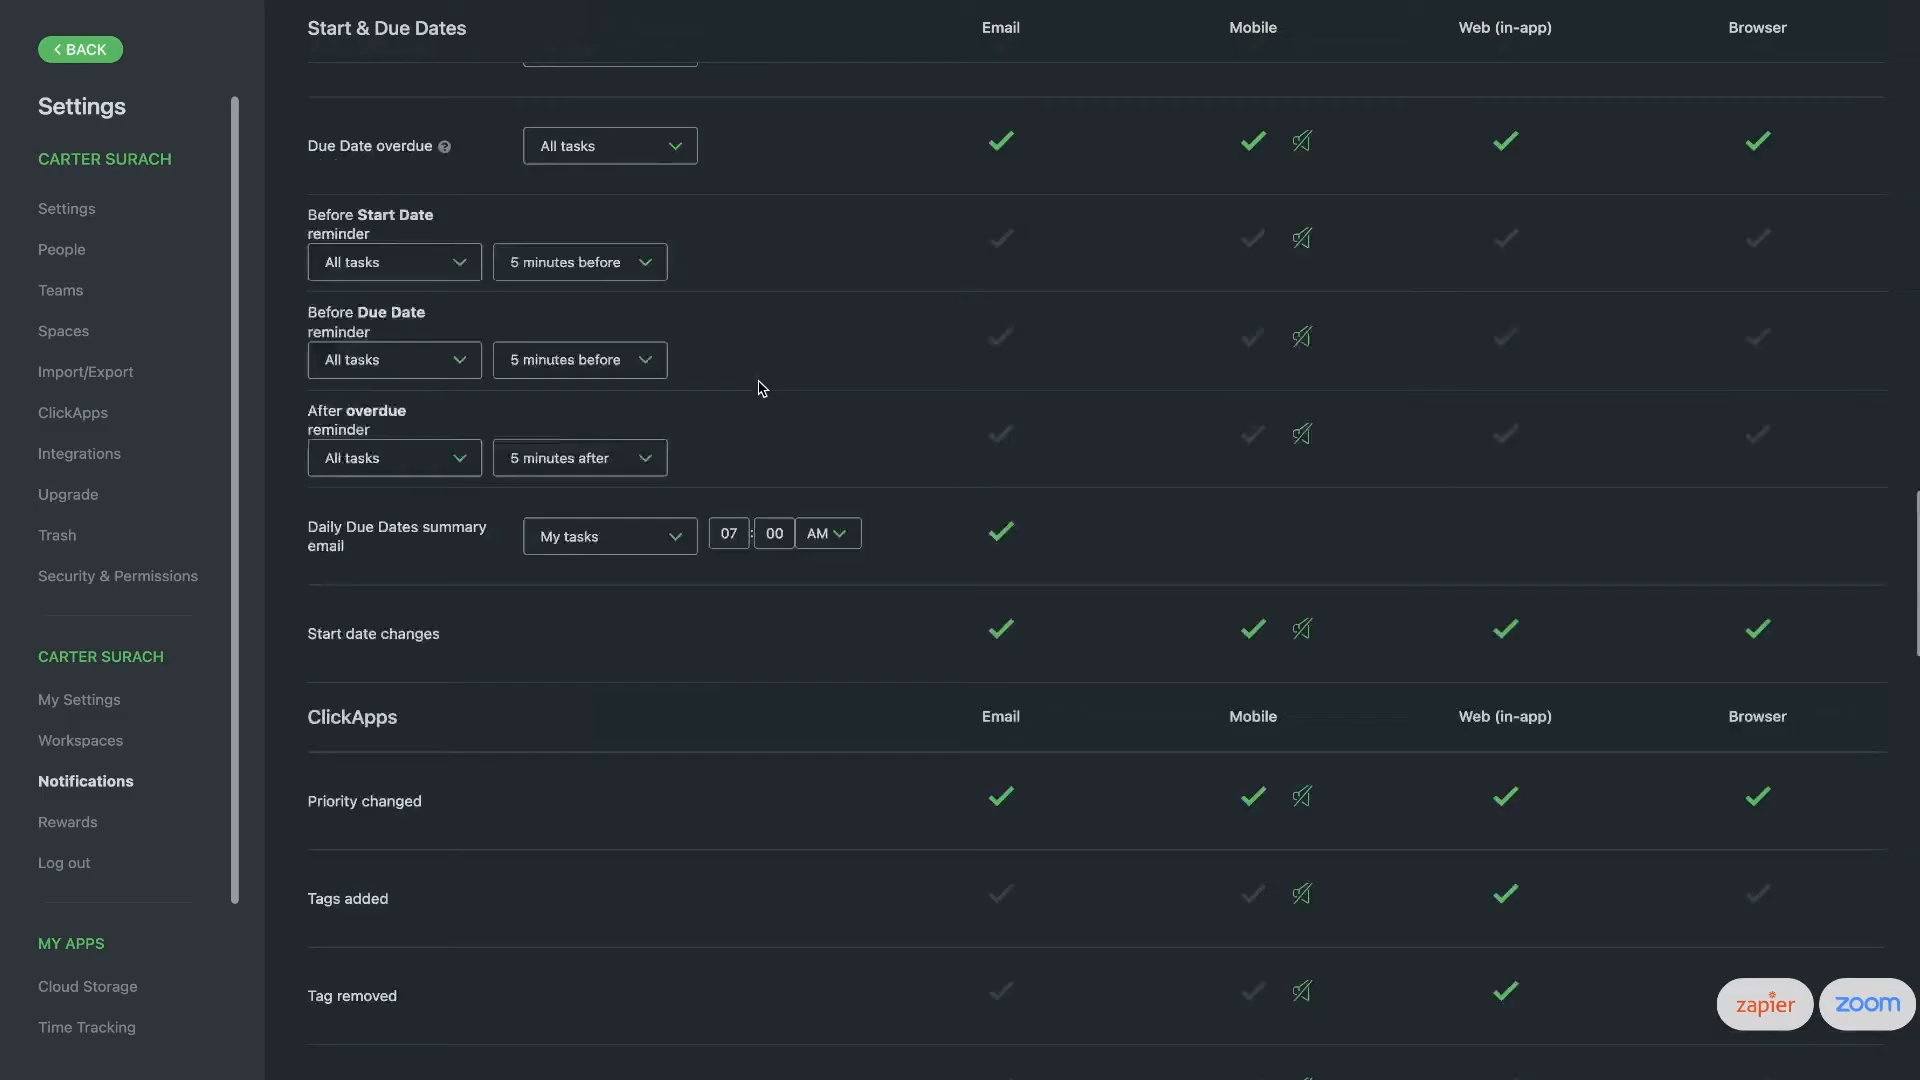 BACK
Settings
CARTER SURACH
Settings
People
Teams
Spaces
Import/Export
ClickApps
Integrations
Upgrade
Trash
Security & Permissions
CARTER SURACH
My Settings
Workspaces
Notifications
Rewards
Log out
MY APPS
Cloud Storage
Time Tracking
Start & Due Dates Email Mobile Web (in-app) Browser
Due Date overdue ? All tasks
Before Start Date
reminder
All tasks 5 minutes before
Before Due Date
reminder
All tasks 5 minutes before
After overdue
reminder
All tasks 5 minutes after
Daily Due Dates summary
email
My tasks 07 : 00 AM
Start date changes
ClickApps Email Mobile Web (in-app) Browser
Priority changed
Tags added
Tag removed
zapier zoom